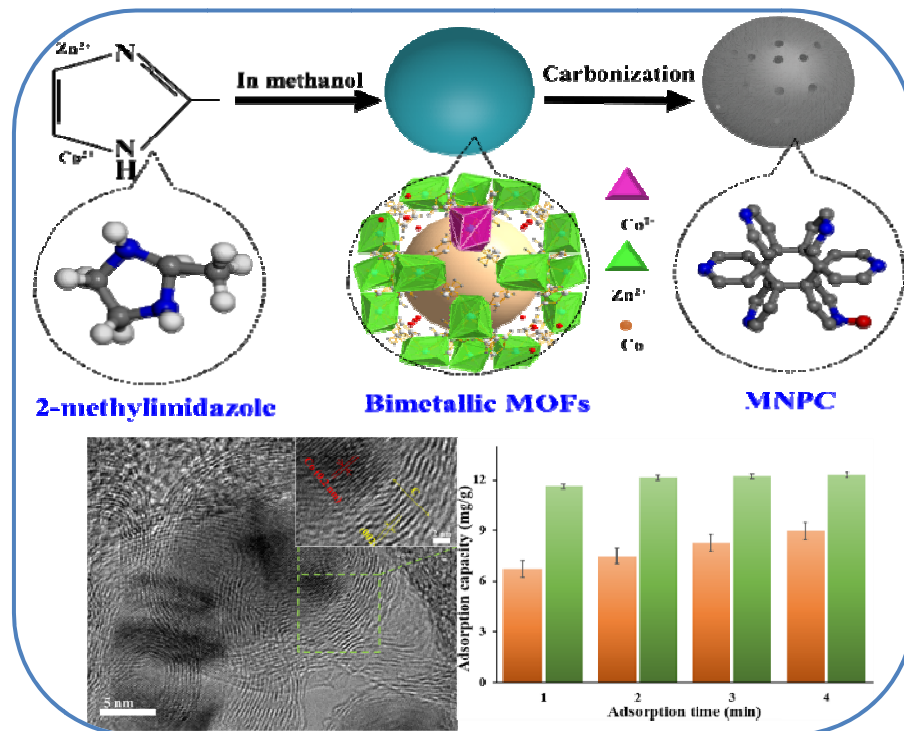 Zn²⁺
N
In methanol
Carbonization
Co²⁺
N
H
Co²⁺
Zn²⁺
Co
2-methylimidazole
Bimetallic MOFs
MNPC
5 nm
Adsorption capacity (mg/g)
12
9
6
3
0
1
2
3
4
Adsorption time (min)